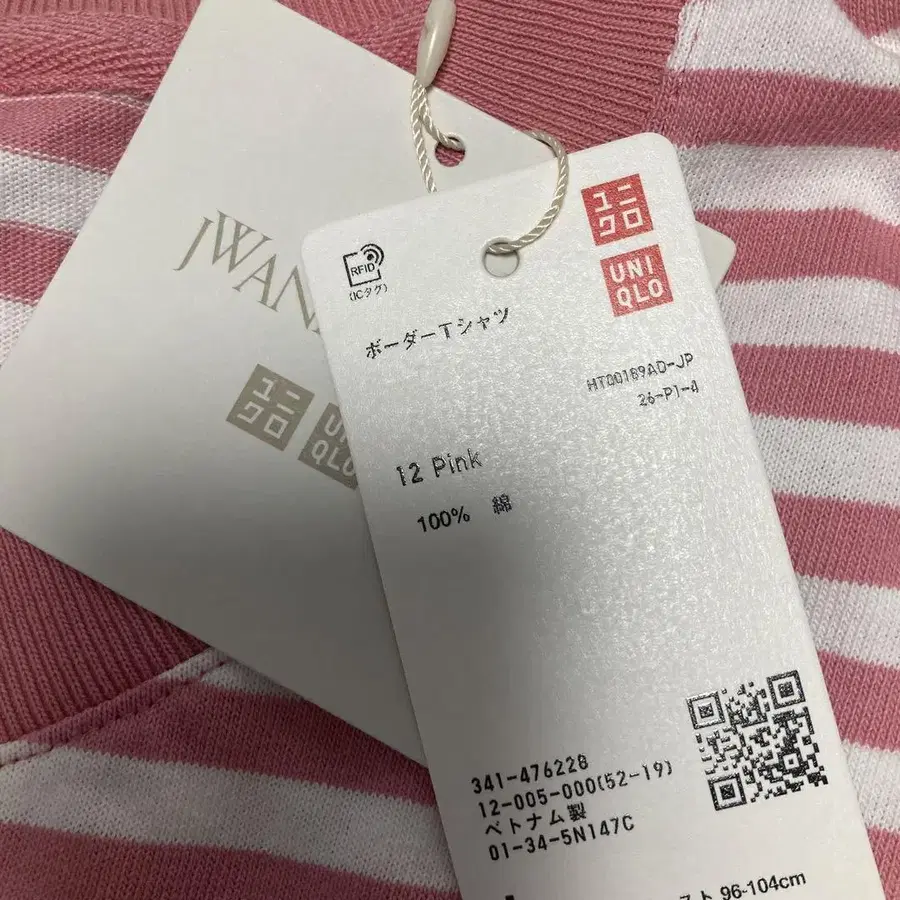 JWAN
ユニ
クロ
UNI
QLO
RFID
(ICタグ)
ユニ
クロ
UNI
QLO
ボーダーTシャツ
HT00189AD-JP
26-P1-4
12 Pink
100% 綿
341-476228
12-005-000(52-19)
ベトナム製
01-34-5N147C
96-104cm